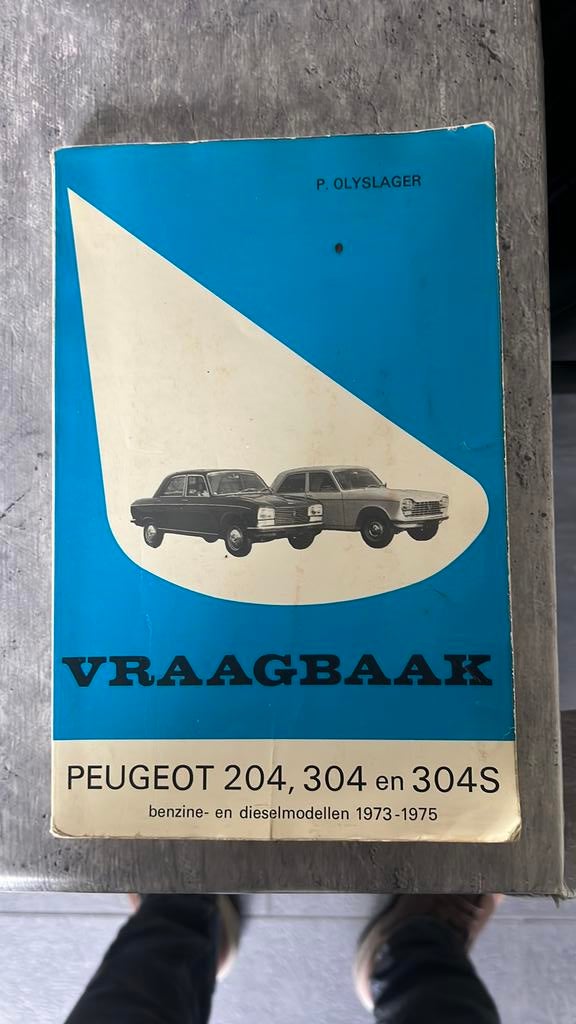 P. OLYSLAGER
VRAAGBAAK
PEUGEOT 204, 304 en 304S
benzine- en dieselmodellen 1973-1975